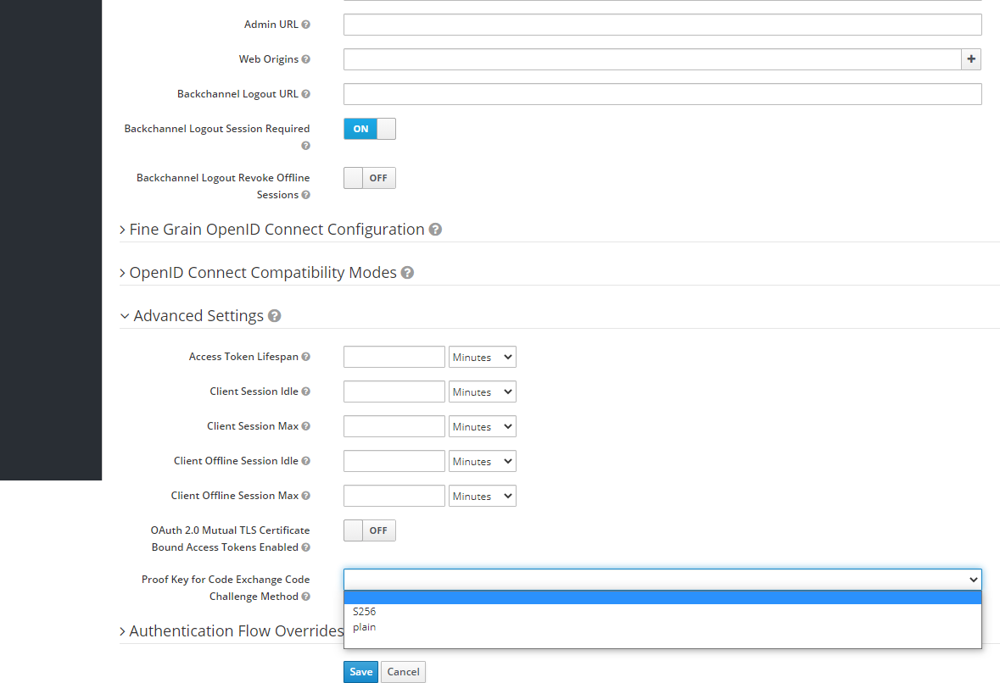 Admin URL
Web Origins
+
Backchannel Logout URL
Backchannel Logout Session Required
ON
Backchannel Logout Revoke Offline
Sessions
OFF
Fine Grain OpenID Connect Configuration
OpenID Connect Compatibility Modes
Advanced Settings
Access Token Lifespan
Minutes
Client Session Idle
Minutes
Client Session Max
Minutes
Client Offline Session Idle
Minutes
Client Offline Session Max
Minutes
OAuth 2.0 Mutual TLS Certificate
Bound Access Tokens Enabled
OFF
Proof Key for Code Exchange Code
Challenge Method
S256
plain
Authentication Flow Overrides
Save Cancel